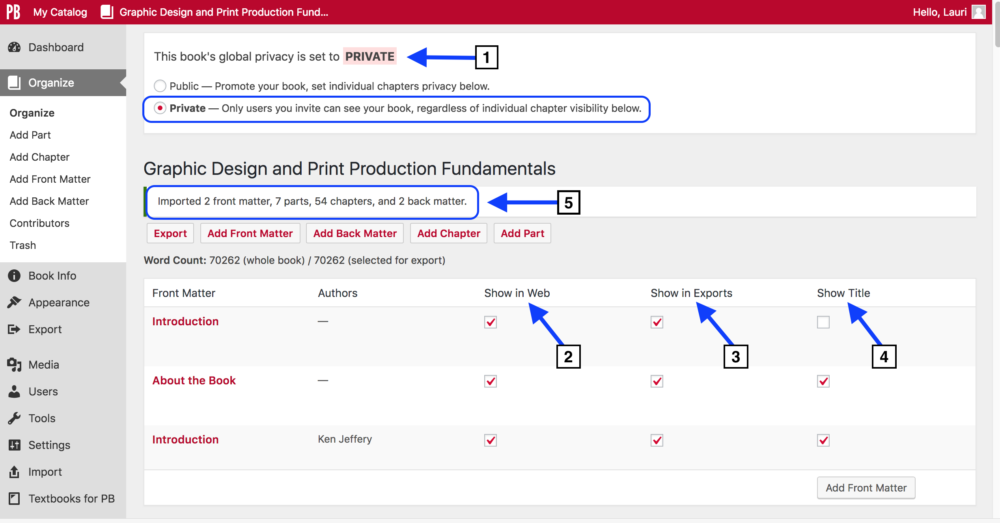 PB My Catalog Graphic Design and Print Production Fund... Hello, Lauri
Dashboard
Organize
Organize
Add Part
Add Chapter
Add Front Matter
Add Back Matter
Contributors
Trash
Book Info
Appearance
Export
Media
Users
Tools
Settings
Import
Textbooks for PB
This book's global privacy is set to PRIVATE 1
Public — Promote your book, set individual chapters privacy below.
Private — Only users you invite can see your book, regardless of individual chapter visibility below.
Graphic Design and Print Production Fundamentals
Imported 2 front matter, 7 parts, 54 chapters, and 2 back matter. 5
Export Add Front Matter Add Back Matter Add Chapter Add Part
Word Count: 70262 (whole book) / 70262 (selected for export)
Front Matter Authors Show in Web Show in Exports Show Title
Introduction —
2 3 4
About the Book —
Introduction Ken Jeffery
Add Front Matter